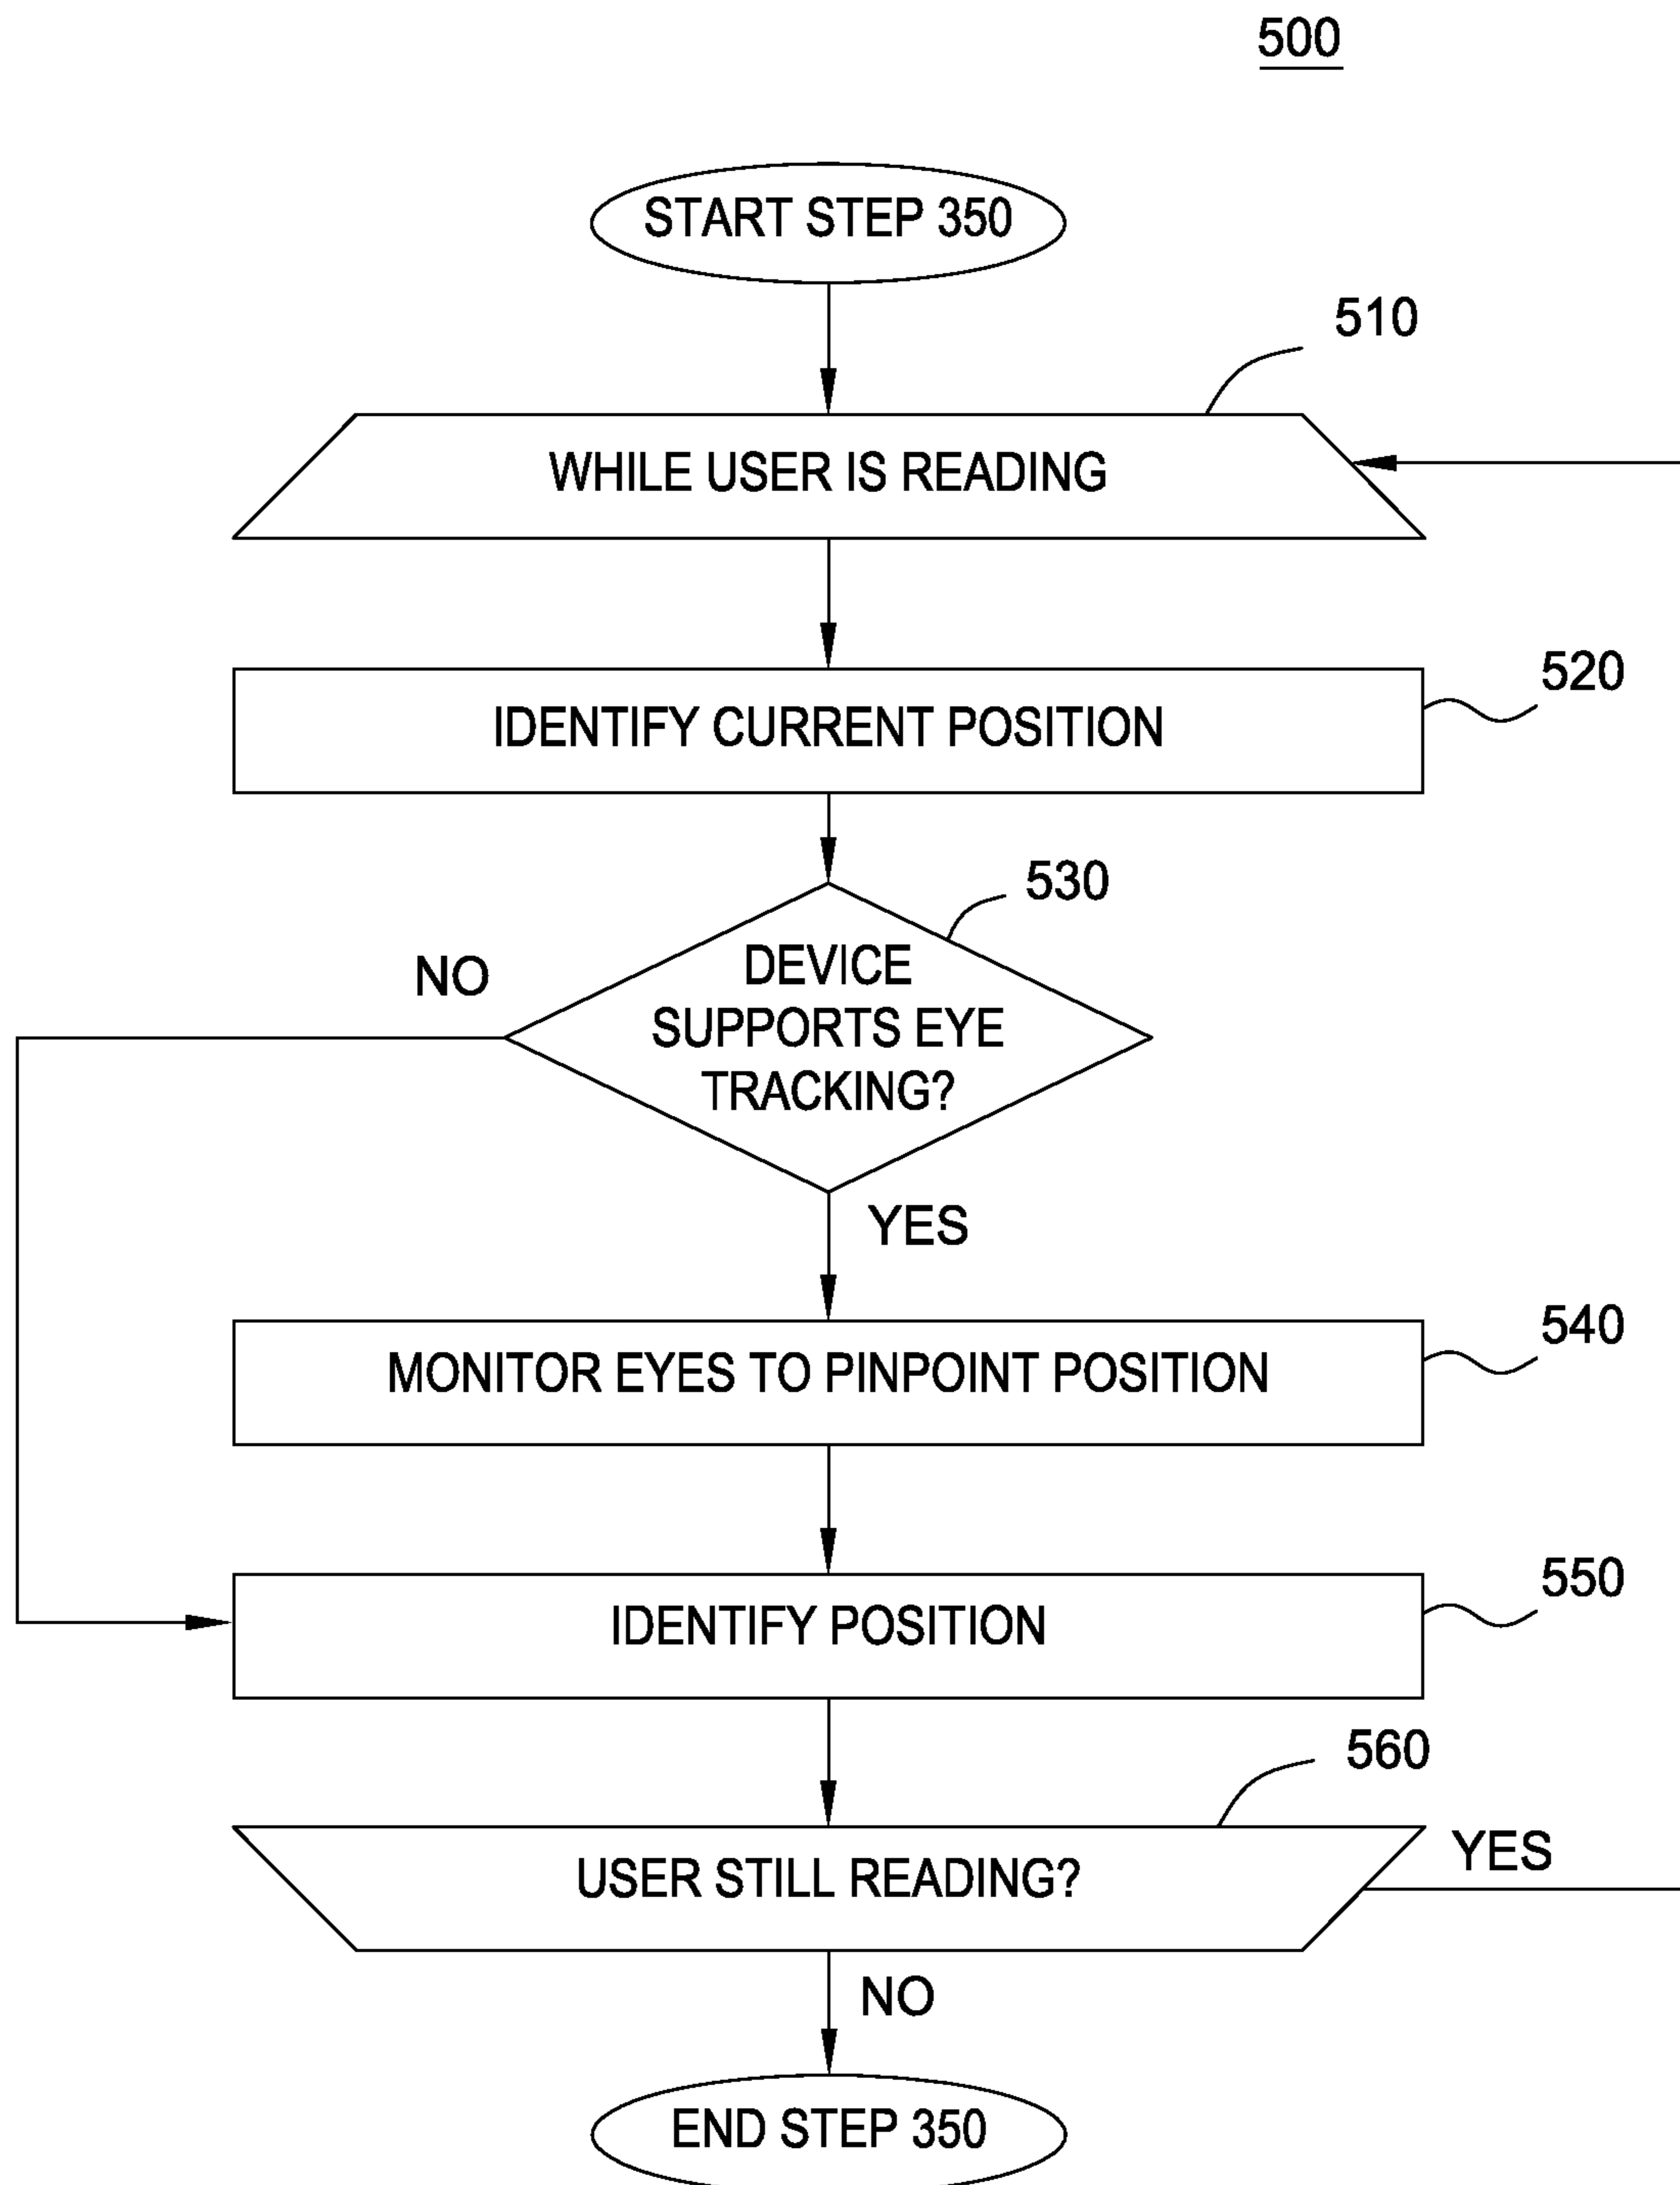 500
START STEP 350
510
WHILE USER IS READING
520
IDENTIFY CURRENT POSITION
530
NO
DEVICE
SUPPORTS EYE
TRACKING?
YES
540
MONITOR EYES TO PINPOINT POSITION
550
IDENTIFY POSITION
560
USER STILL READING?
YES
NO
END STEP 350